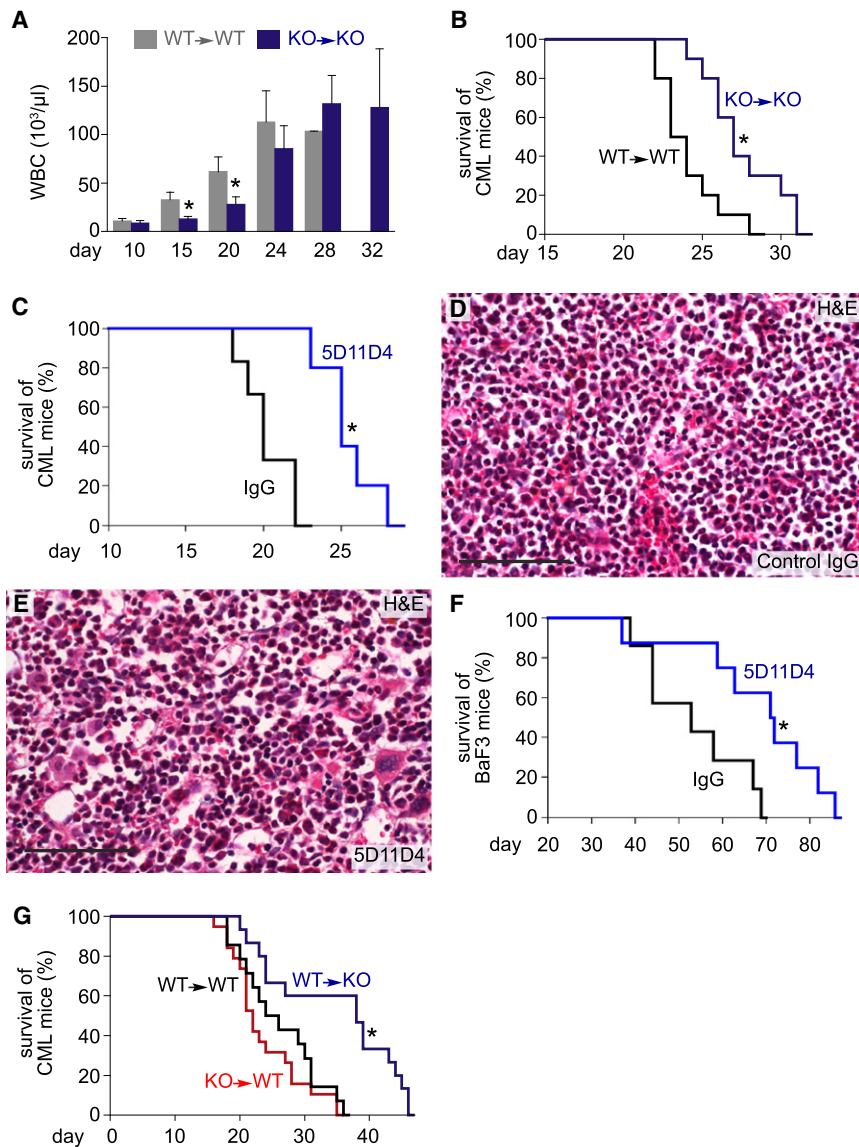 A
WT→WT KO→KO
WBC (10³/µl)
200
150
100
50
0
day 10 15 20 24 28 32
* *
B
survival of
CML mice (%)
100
80
60
40
20
0
KO→KO
*
WT→WT
day 15 20 25 30
C
survival of
CML mice (%)
100
80
60
40
20
0
5D11D4
*
IgG
day 10 15 20 25
D
H&E
Control IgG
E
H&E
5D11D4
F
survival of
BaF3 mice (%)
100
80
60
40
20
0
5D11D4
*
IgG
day 20 30 40 50 60 70 80
G
survival of
CML mice (%)
100
80
60
40
20
0
WT→WT WT→KO
*
KO→WT
day 0 10 20 30 40